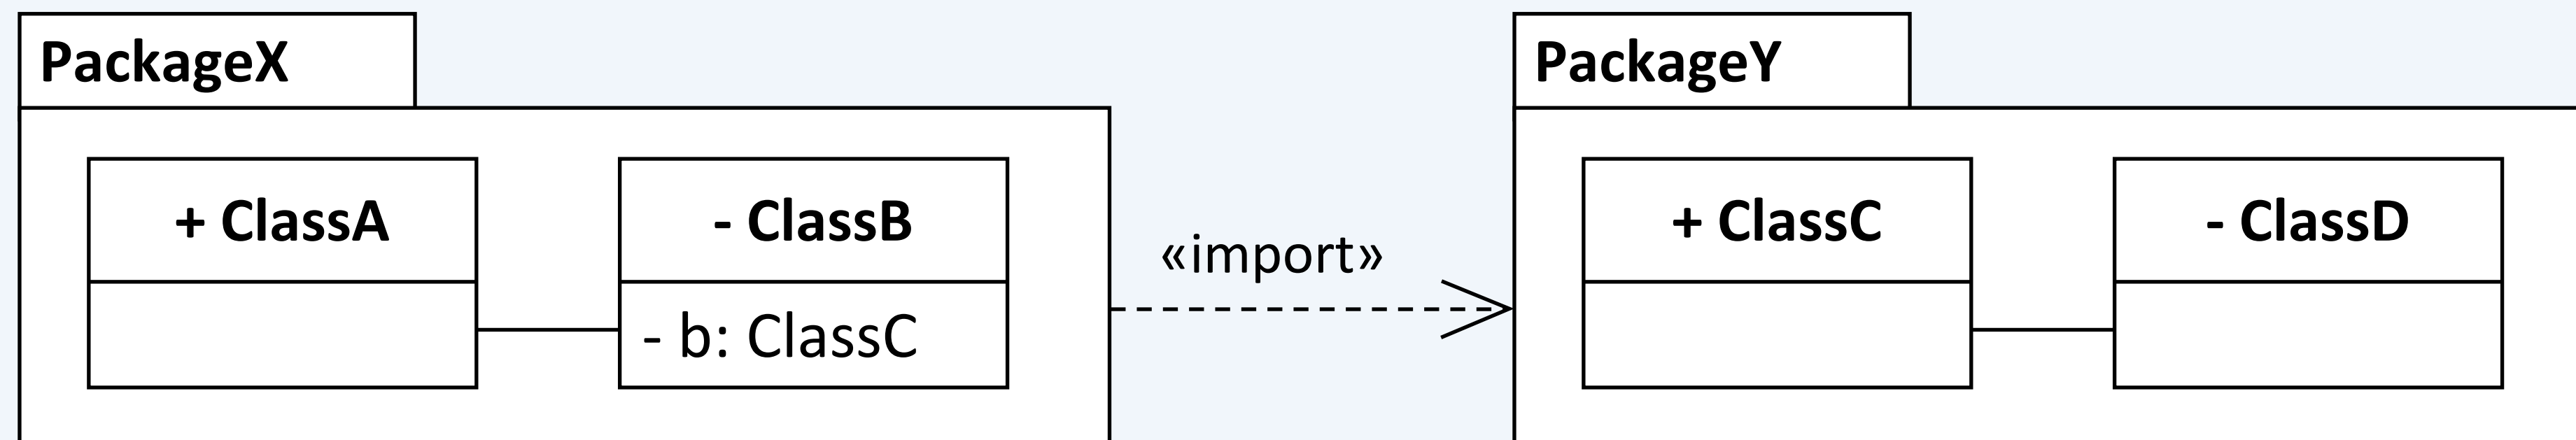 PackageX
PackageY
+ ClassA
- ClassB
- b: ClassC
«import»
+ ClassC
- ClassD